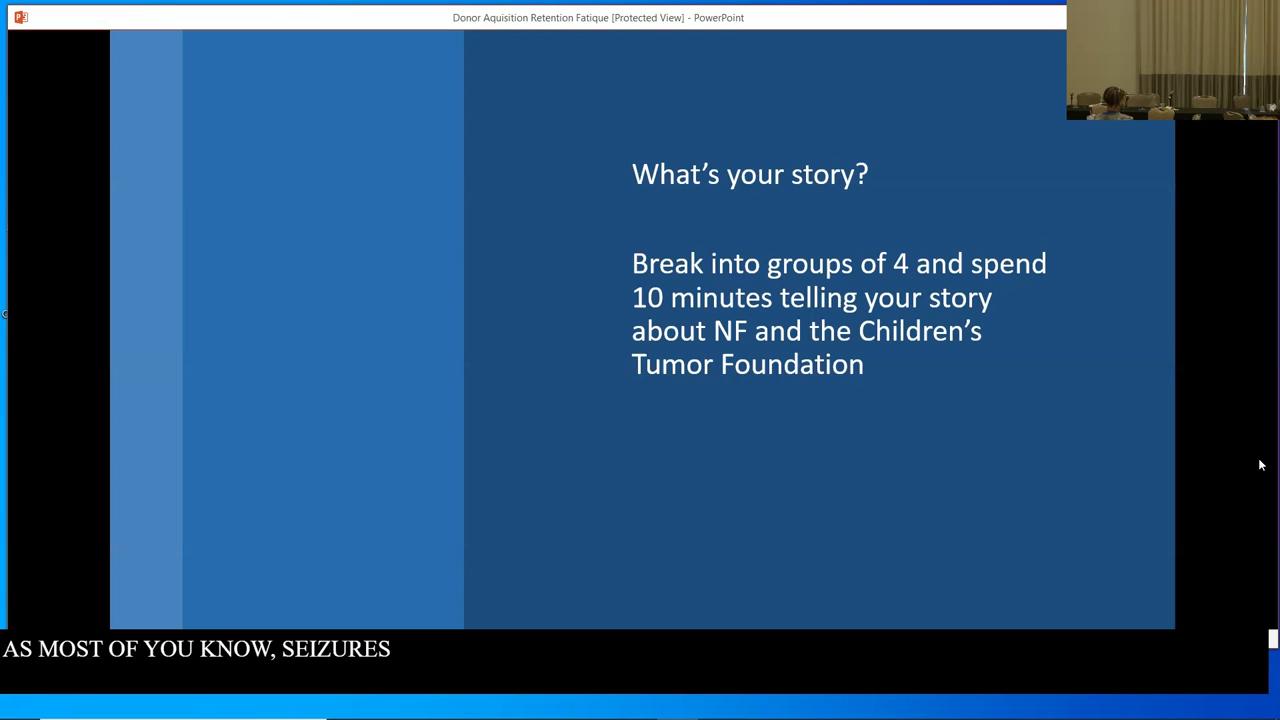 Donor Aquisition Retention Fatique [Protected View] - PowerPoint
What's your story?
Break into groups of 4 and spend
10 minutes telling your story
about NF and the Children's
Tumor Foundation
AS MOST OF YOU KNOW, SEIZURES